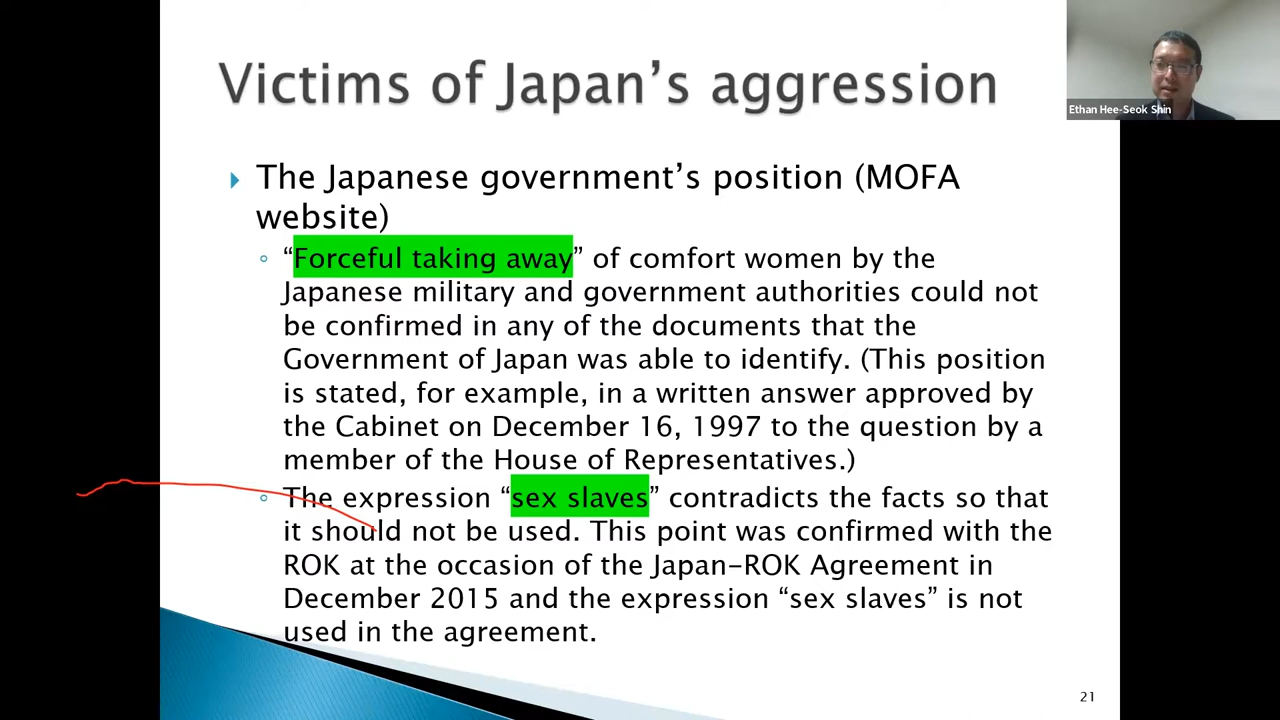 Victims of Japan’s aggression
Ethan Hee-Seok Shin
The Japanese government’s position (MOFA
website)
“Forceful taking away” of comfort women by the
Japanese military and government authorities could not
be confirmed in any of the documents that the
Government of Japan was able to identify. (This position
is stated, for example, in a written answer approved by
the Cabinet on December 16, 1997 to the question by a
member of the House of Representatives.)
The expression “sex slaves” contradicts the facts so that
it should not be used. This point was confirmed with the
ROK at the occasion of the Japan-ROK Agreement in
December 2015 and the expression “sex slaves” is not
used in the agreement.
21